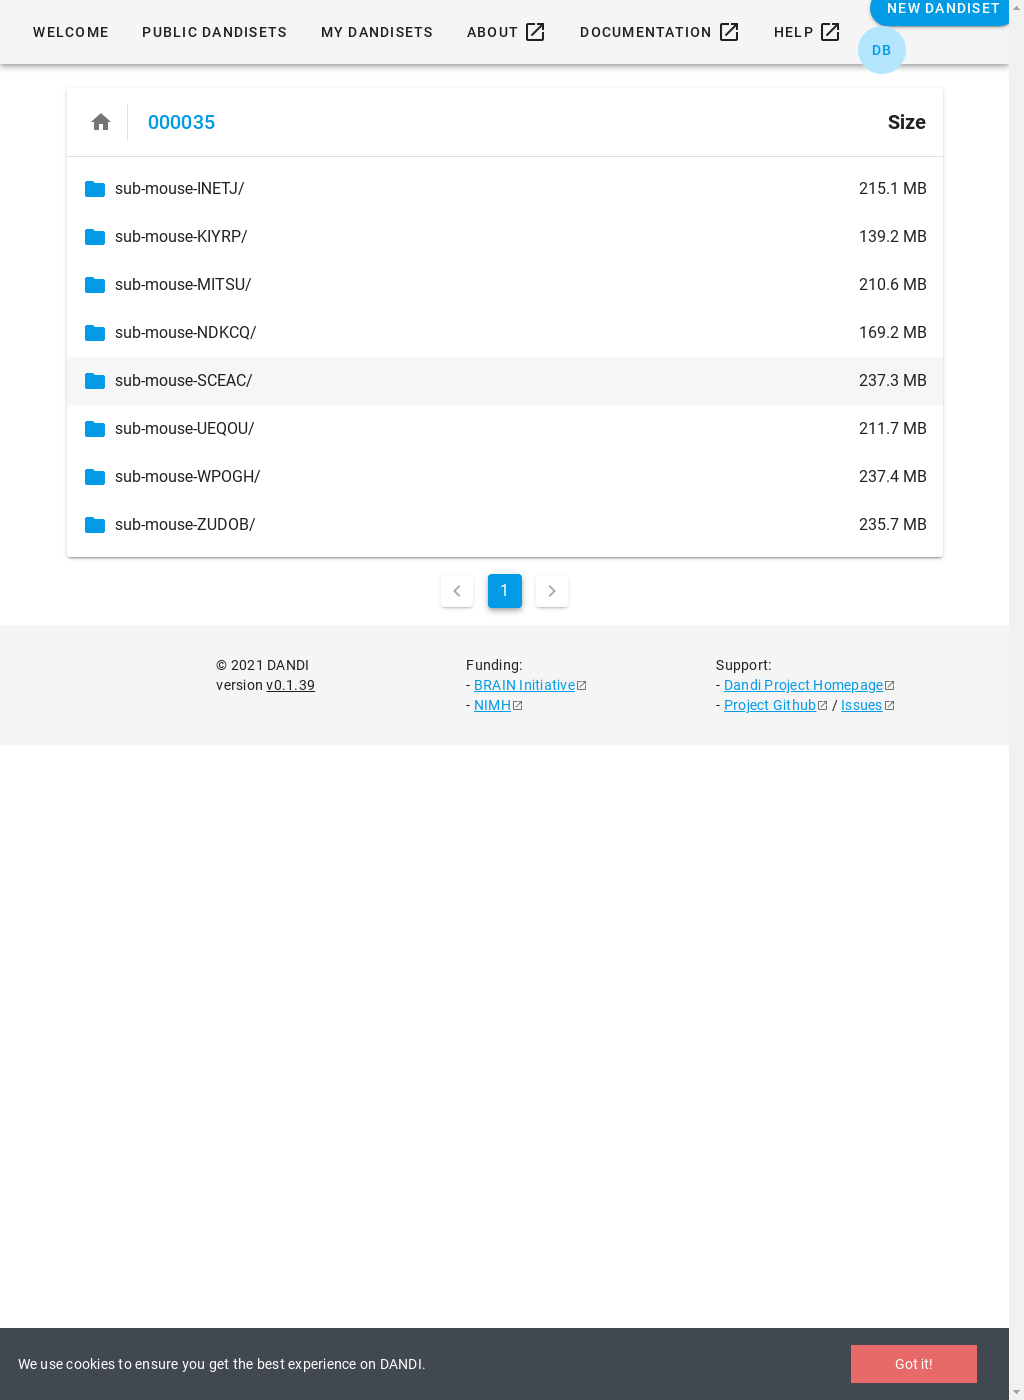 NEW DANDISET
WELCOME PUBLIC DANDISETS MY DANDISETS ABOUT DOCUMENTATION HELP
DB
000035 Size
sub-mouse-INETJ/ 215.1 MB
sub-mouse-KIYRP/ 139.2 MB
sub-mouse-MITSU/ 210.6 MB
sub-mouse-NDKCQ/ 169.2 MB
sub-mouse-SCEAC/ 237.3 MB
sub-mouse-UEQOU/ 211.7 MB
sub-mouse-WPOGH/ 237.4 MB
sub-mouse-ZUDOB/ 235.7 MB
1
© 2021 DANDI
version v0.1.39
Funding:
- BRAIN Initiative
- NIMH
Support:
- Dandi Project Homepage
- Project Github / Issues
We use cookies to ensure you get the best experience on DANDI.
Got it!